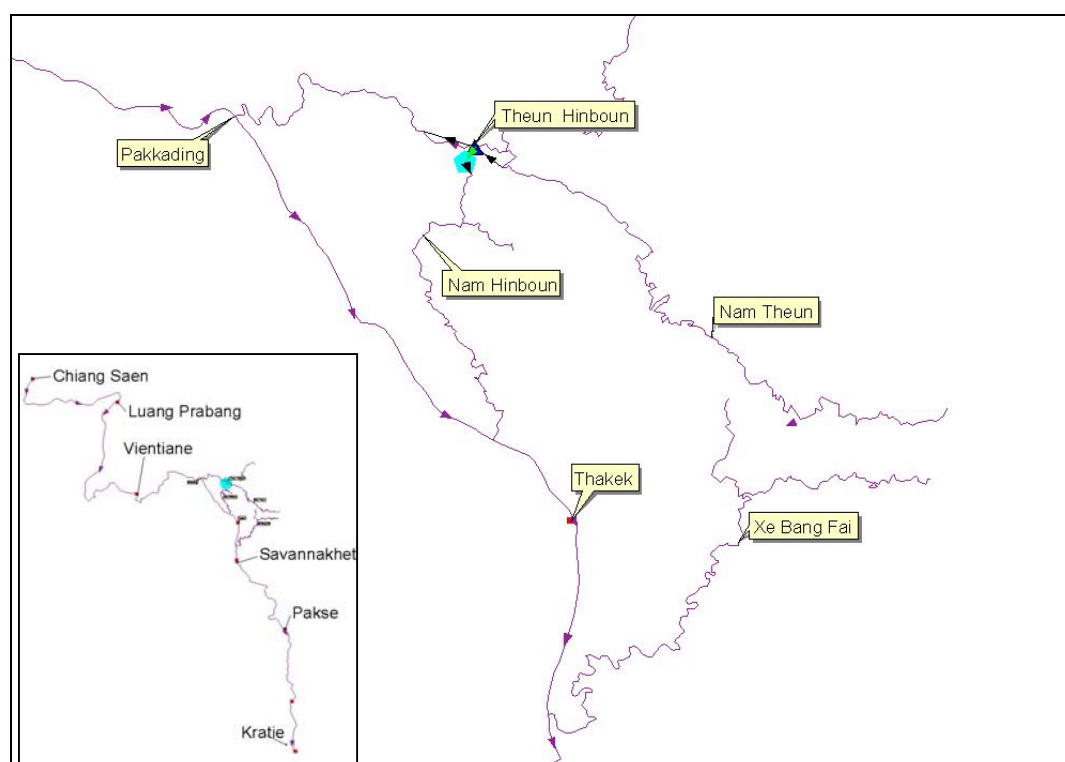 Theun Hinboun
Pakkading
Nam Hinboun
Nam Theun
Thakek
Xe Bang Fai
Chiang Saen
Luang Prabang
Vientiane
Savannakhet
Pakse
Kratie